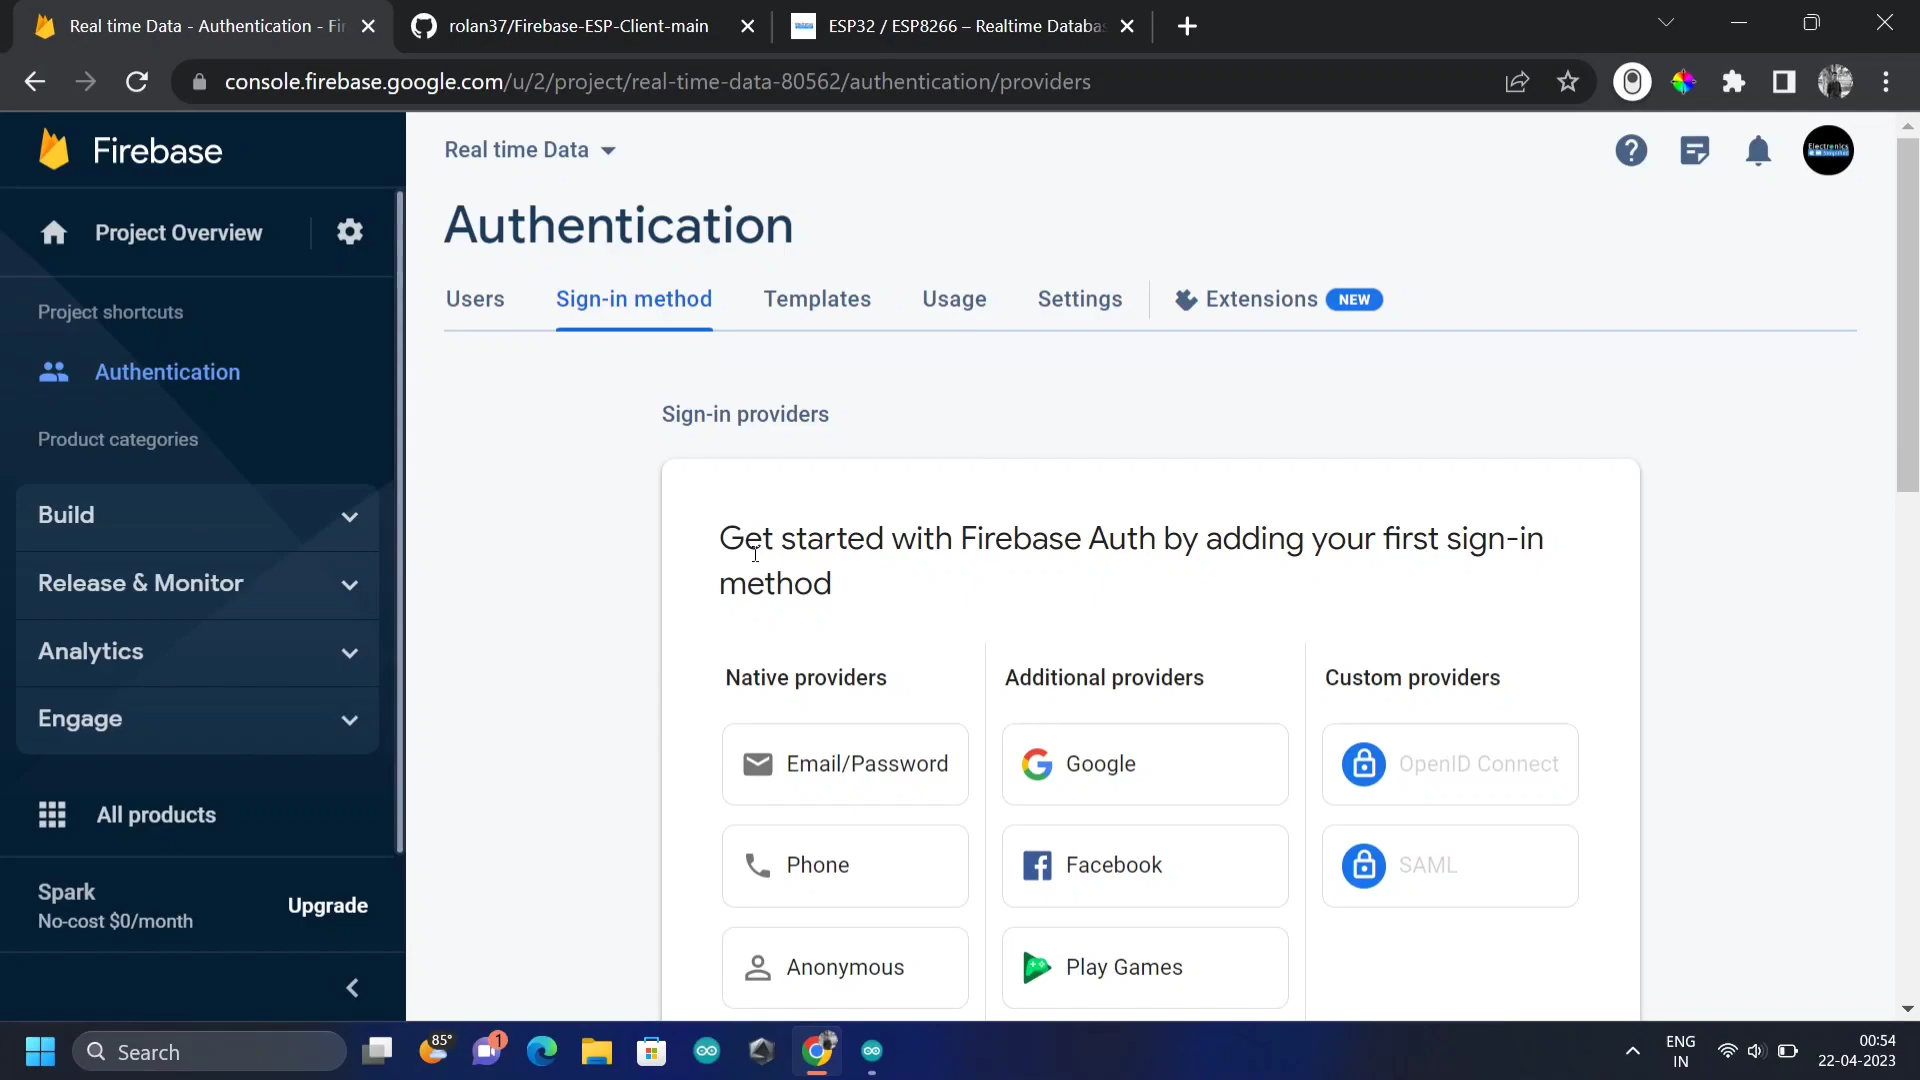 Real time Data - Authentication - Fi
rolan37/Firebase-ESP-Client-main
ESP32 / ESP8266 – Realtime Databas
console.firebase.google.com/u/2/project/real-time-data-80562/authentication/providers
Firebase
Real time Data
Electronics
Authentication
Project Overview
Users
Sign-in method
Templates
Usage
Settings
Extensions
NEW
Project shortcuts
Authentication
Product categories
Build
Release & Monitor
Analytics
Engage
All products
Spark
No-cost $0/month
Upgrade
Sign-in providers
Get started with Firebase Auth by adding your first sign-in
method
Native providers
Additional providers
Custom providers
Email/Password
Google
OpenID Connect
Phone
Facebook
SAML
Anonymous
Play Games
Search
85°
1
ENG
IN
00:54
22-04-2023